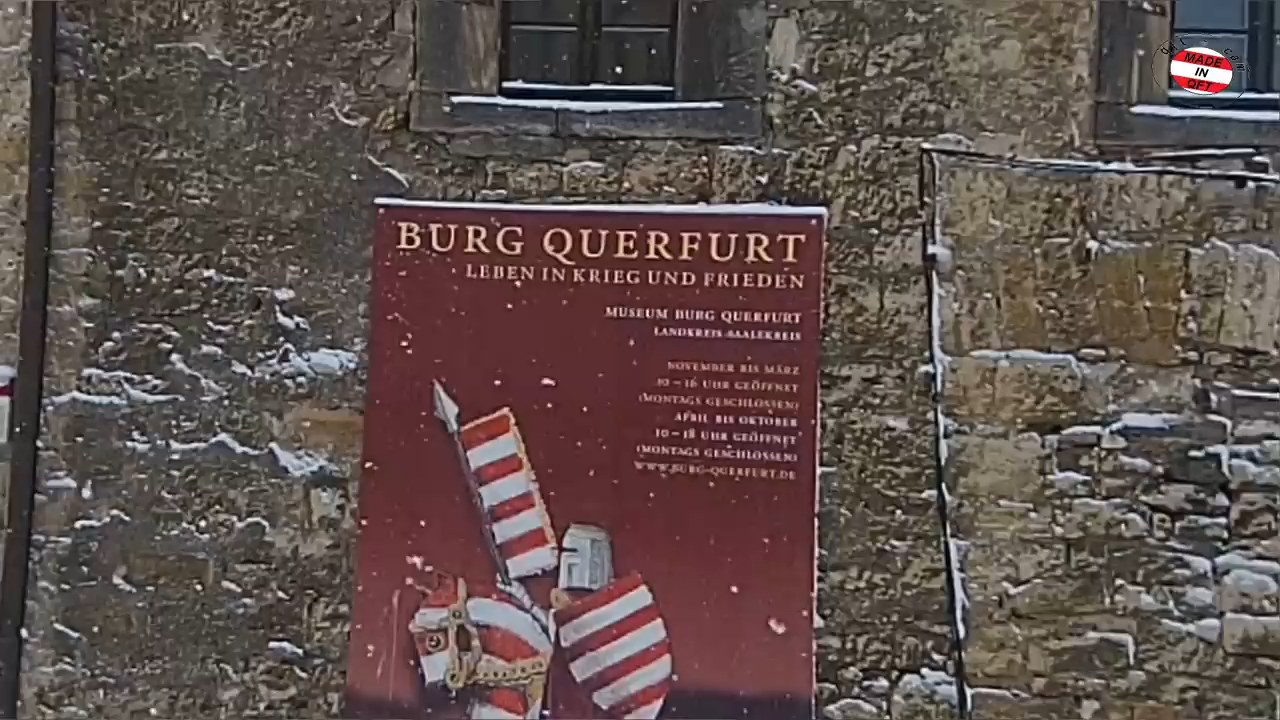 BURG QUERFURT
LEBEN IN KRIEG UND FRIEDEN
MUSEUM BURG QUERFURT
LANDKREIS SAALEKREIS
NOVEMBER BIS MÄRZ
10 – 16 UHR GEÖFFNET
(MONTAGS GESCHLOSSEN)
APRIL BIS OKTOBER
10 – 18 UHR GEÖFFNET
(MONTAGS GESCHLOSSEN)
WWW.BURG-QUERFURT.DE
MADE
IN
QFT